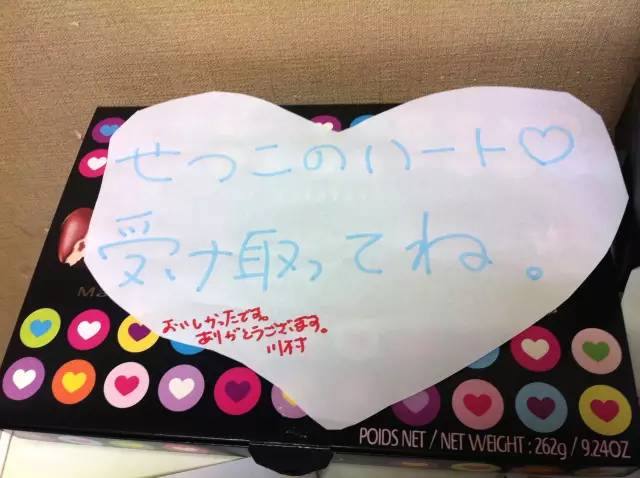 せつこのハート♡
受け取ってね。
おいしかったです。
ありがとうございます。
川村
POIDS NET / NET WEIGHT : 262g / 9.24OZ